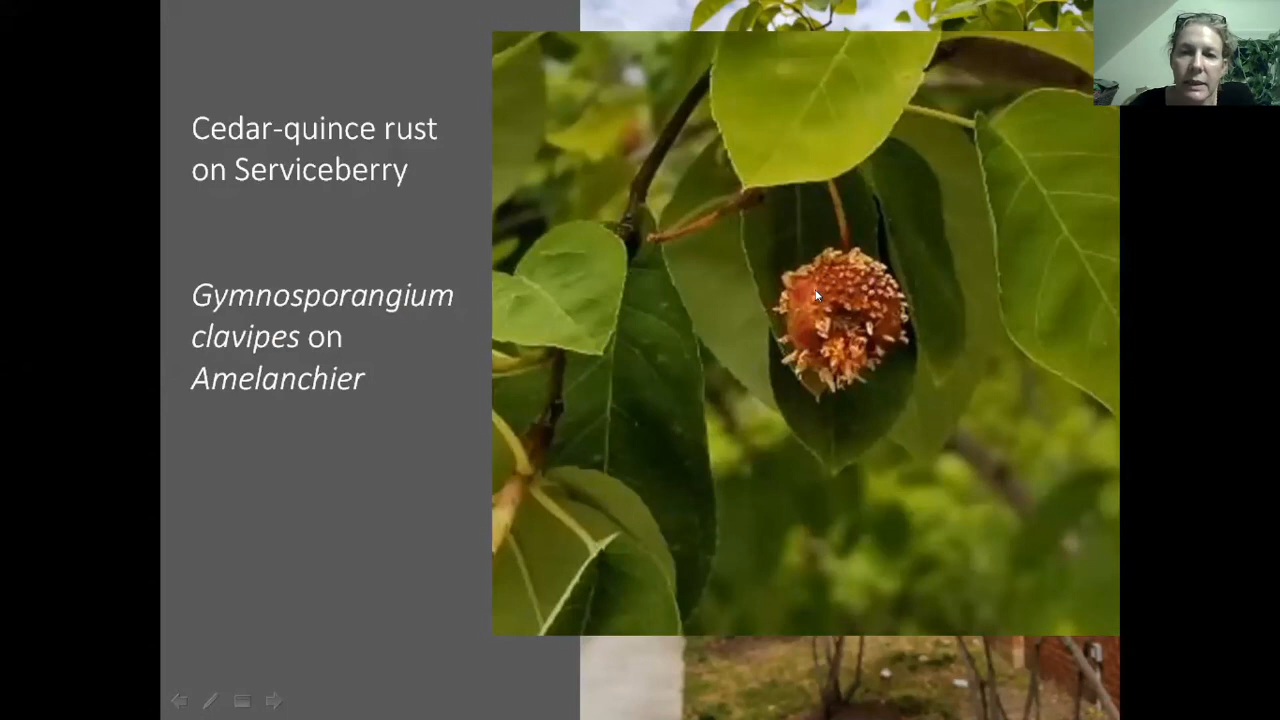 Cedar-quince rust
on Serviceberry
Gymnosporangium
clavipes on
Amelanchier